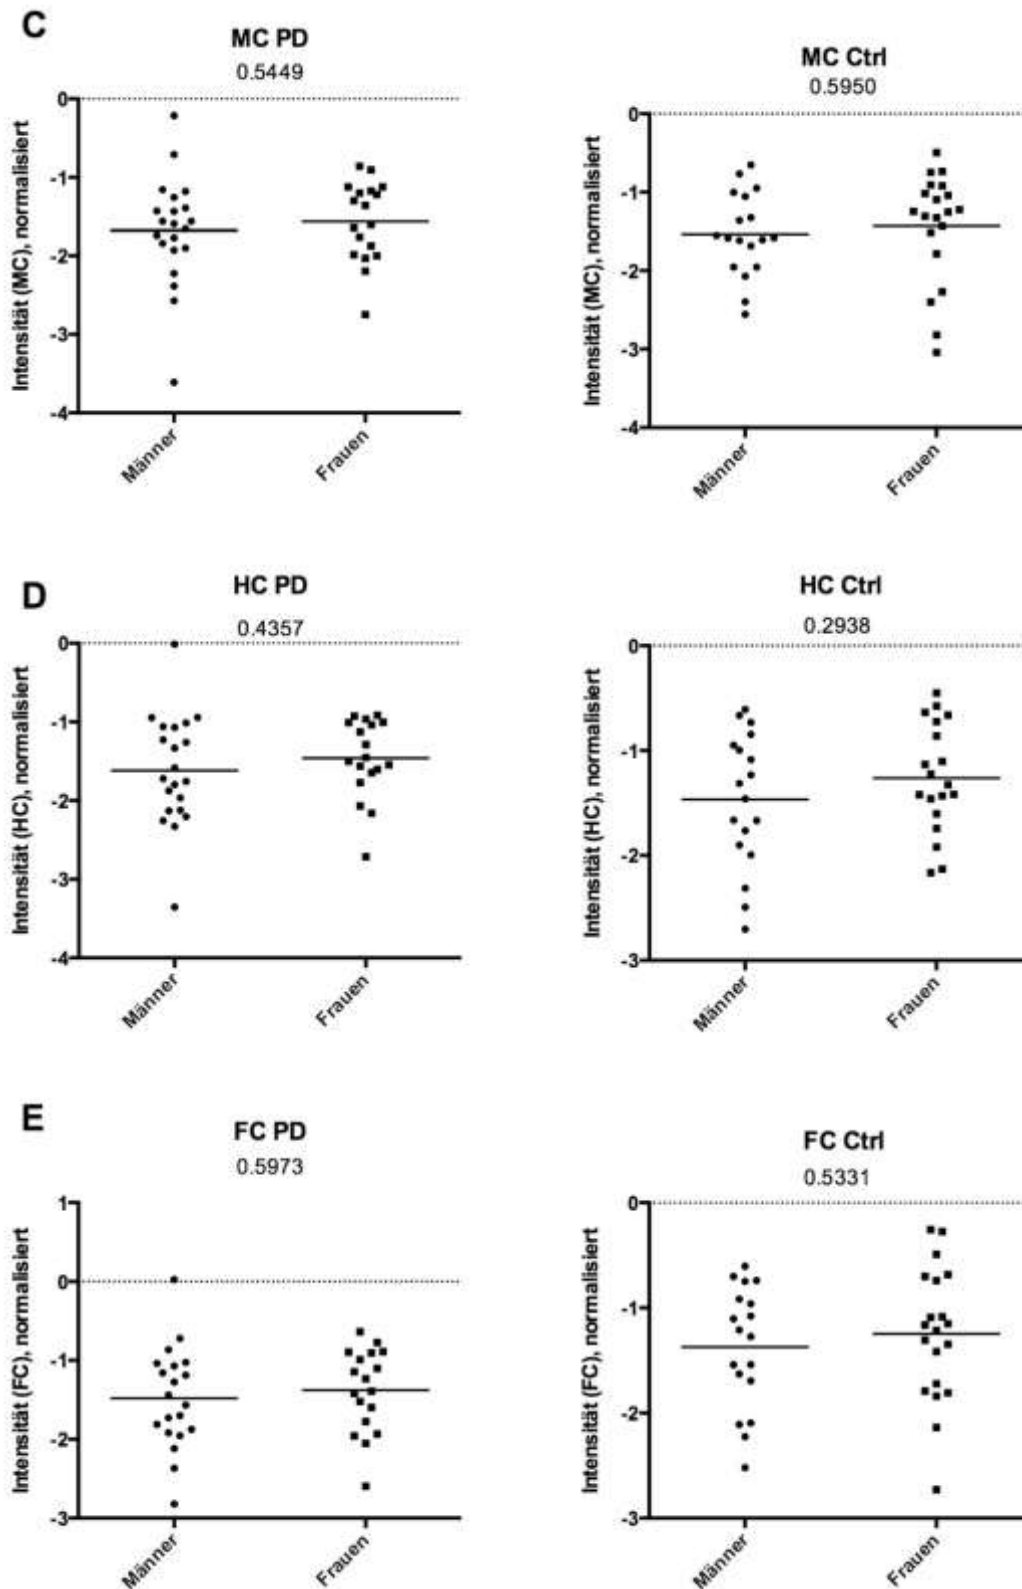 C
MC PD
0.5449
Intensität (MC), normalisiert
0
-1
-2
-3
-4
Männer
Frauen
MC Ctrl
0.5950
Intensität (MC), normalisiert
0
-1
-2
-3
-4
Männer
Frauen
D
HC PD
0.4357
Intensität (HC), normalisiert
0
-1
-2
-3
-4
Männer
Frauen
HC Ctrl
0.2938
Intensität (HC), normalisiert
0
-1
-2
-3
Männer
Frauen
E
FC PD
0.5973
Intensität (FC), normalisiert
1
0
-1
-2
-3
Männer
Frauen
FC Ctrl
0.5331
Intensität (FC), normalisiert
0
-1
-2
-3
Männer
Frauen